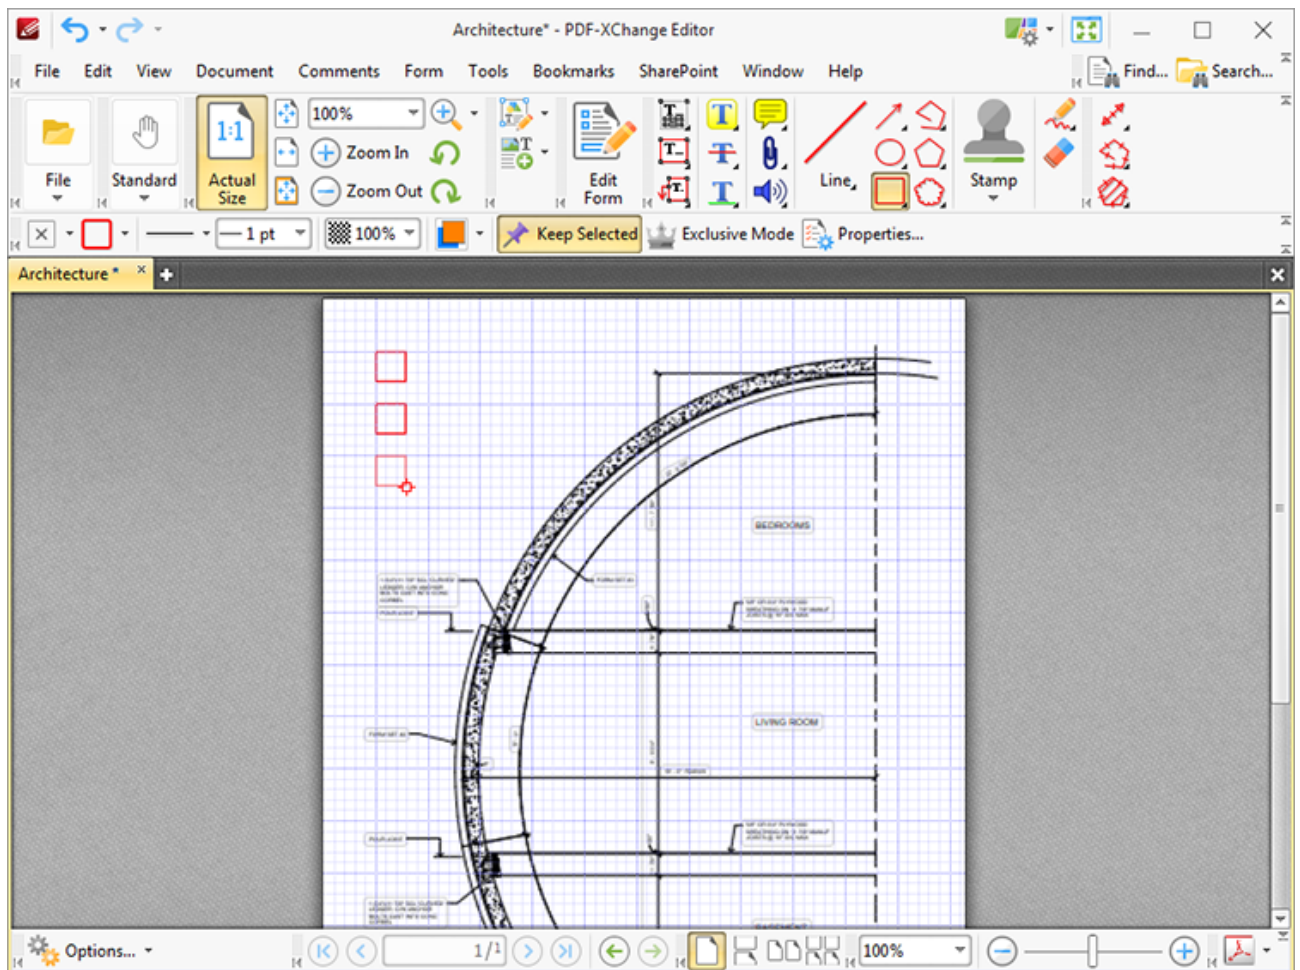 Architecture* - PDF-XChange Editor
File Edit View Document Comments Form Tools Bookmarks SharePoint Window Help Find... Search...
1:1 100% T
Zoom In
File Standard Actual Size Zoom Out Edit Form Line Stamp
1 pt 100% Keep Selected Exclusive Mode Properties...
Architecture *
BEDROOMS
LIVING ROOM
Options... 1/1 100%